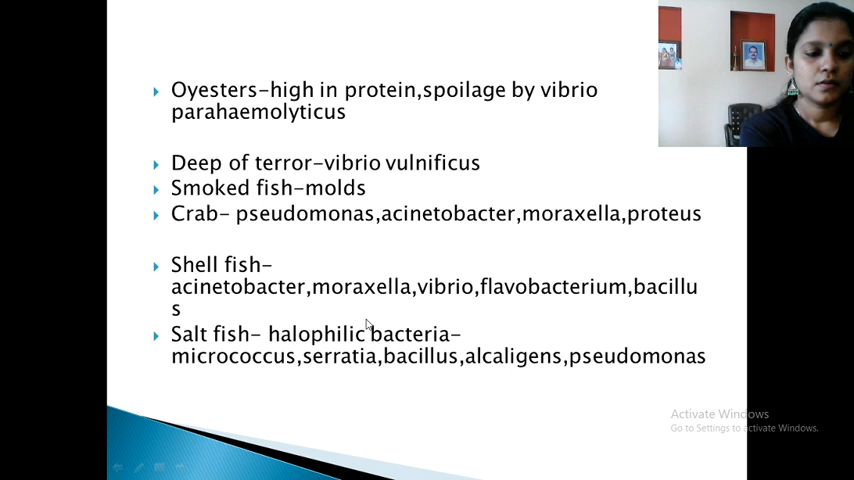 Oyesters-high in protein,spoilage by vibrio
parahaemolyticus
Deep of terror-vibrio vulnificus
Smoked fish-molds
Crab- pseudomonas,acinetobacter,moraxella,proteus
Shell fish-
acinetobacter,moraxella,vibrio,flavobacterium,bacillu
s
Salt fish- halophilic bacteria-
micrococcus,serratia,bacillus,alcaligens,pseudomonas
Activate Windows
Go to Settings to activate Windows.